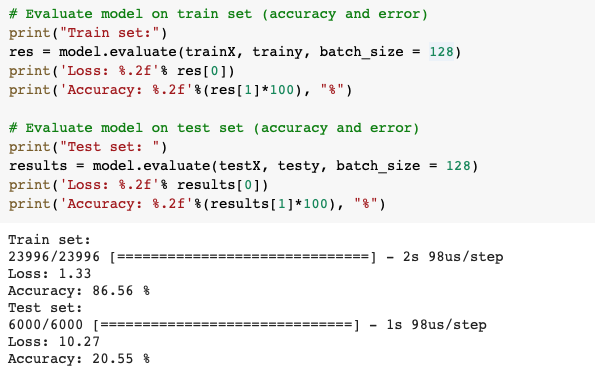 # Evaluate model on train set (accuracy and error)
print("Train set:")
res = model.evaluate(trainX, trainy, batch_size = 128)
print('Loss: %.2f'% res[0])
print('Accuracy: %.2f'%(res[1]*100), "%")
# Evaluate model on test set (accuracy and error)
print("Test set: ")
results = model.evaluate(testX, testy, batch_size = 128)
print('Loss: %.2f'% results[0])
print('Accuracy: %.2f'%(results[1]*100), "%")
Train set:
23996/23996 [==============================] - 2s 98us/step
Loss: 1.33
Accuracy: 86.56 %
Test set:
6000/6000 [==============================] - 1s 98us/step
Loss: 10.27
Accuracy: 20.55 %